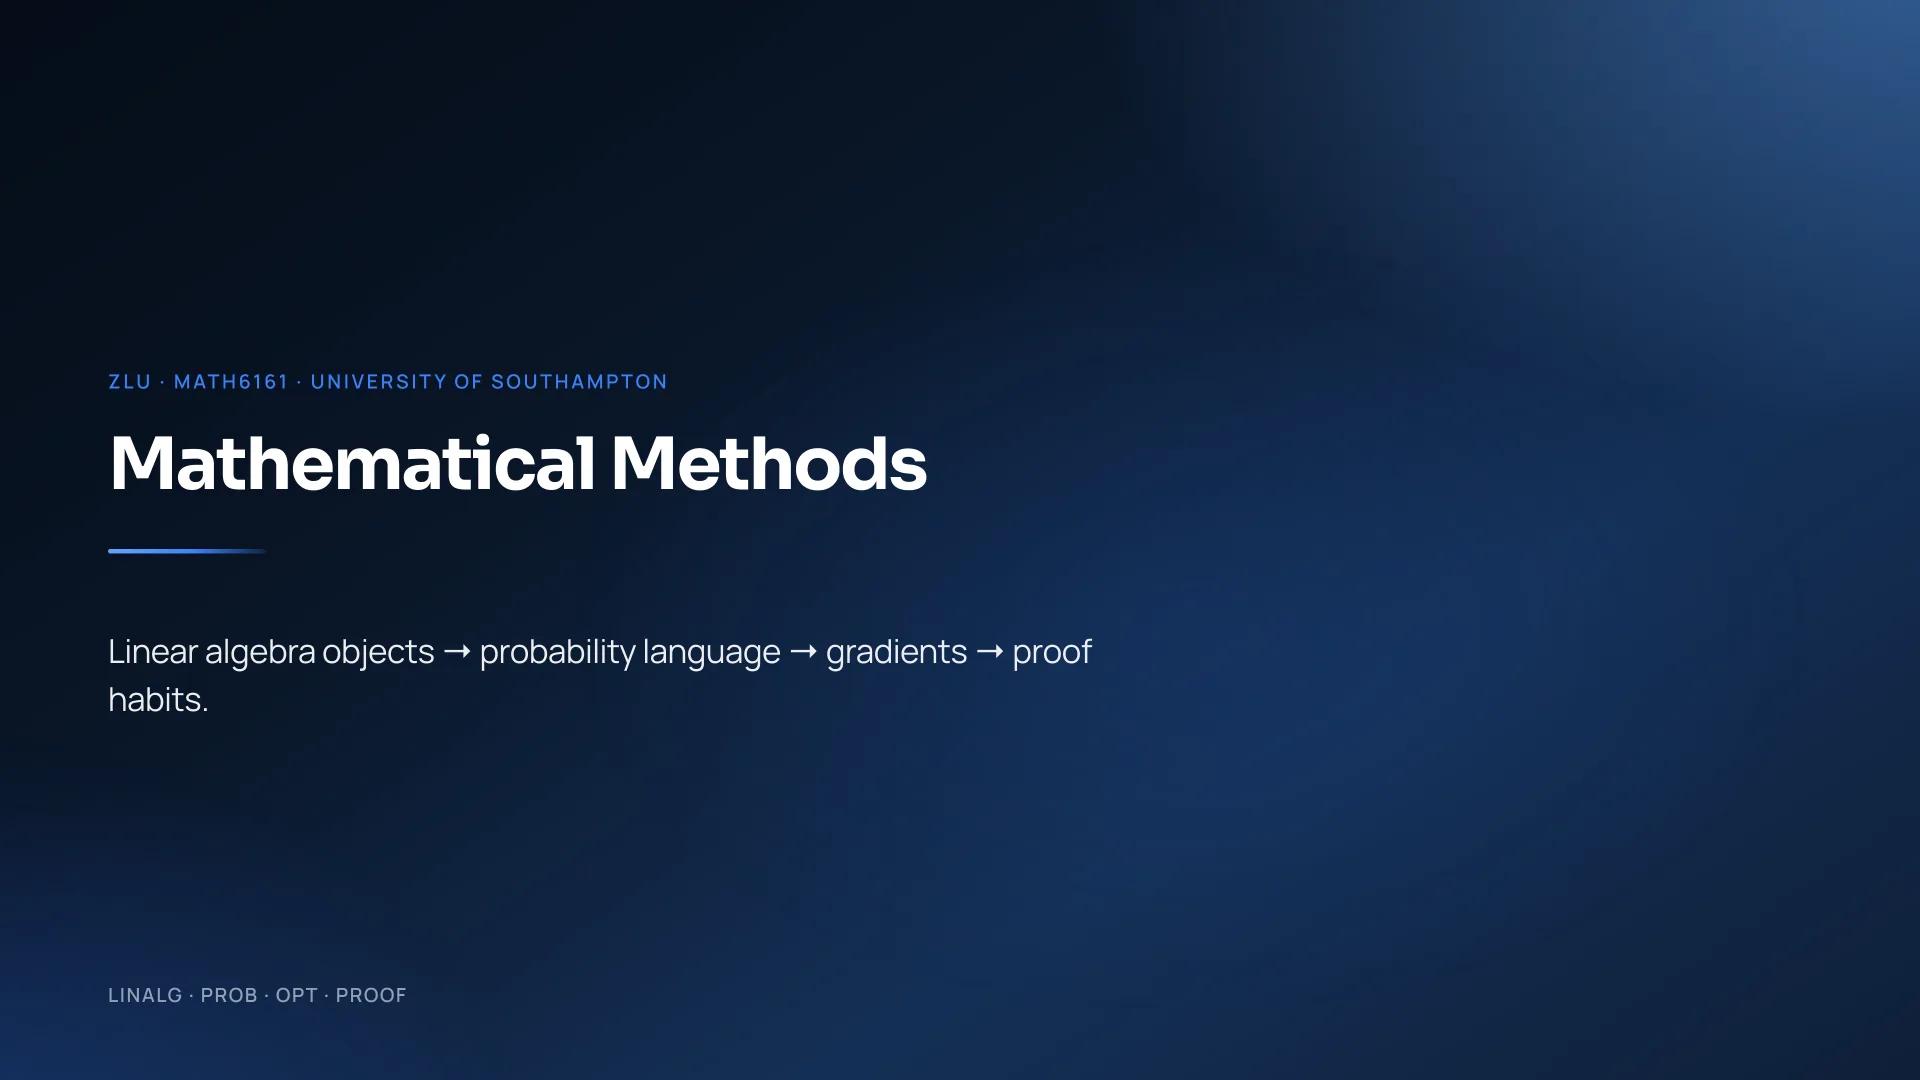 ZLU · MATH6161 · UNIVERSITY OF SOUTHAMPTON
Mathematical Methods
Linear algebra objects → probability language → gradients → proof
habits.
LINALG · PROB · OPT · PROOF